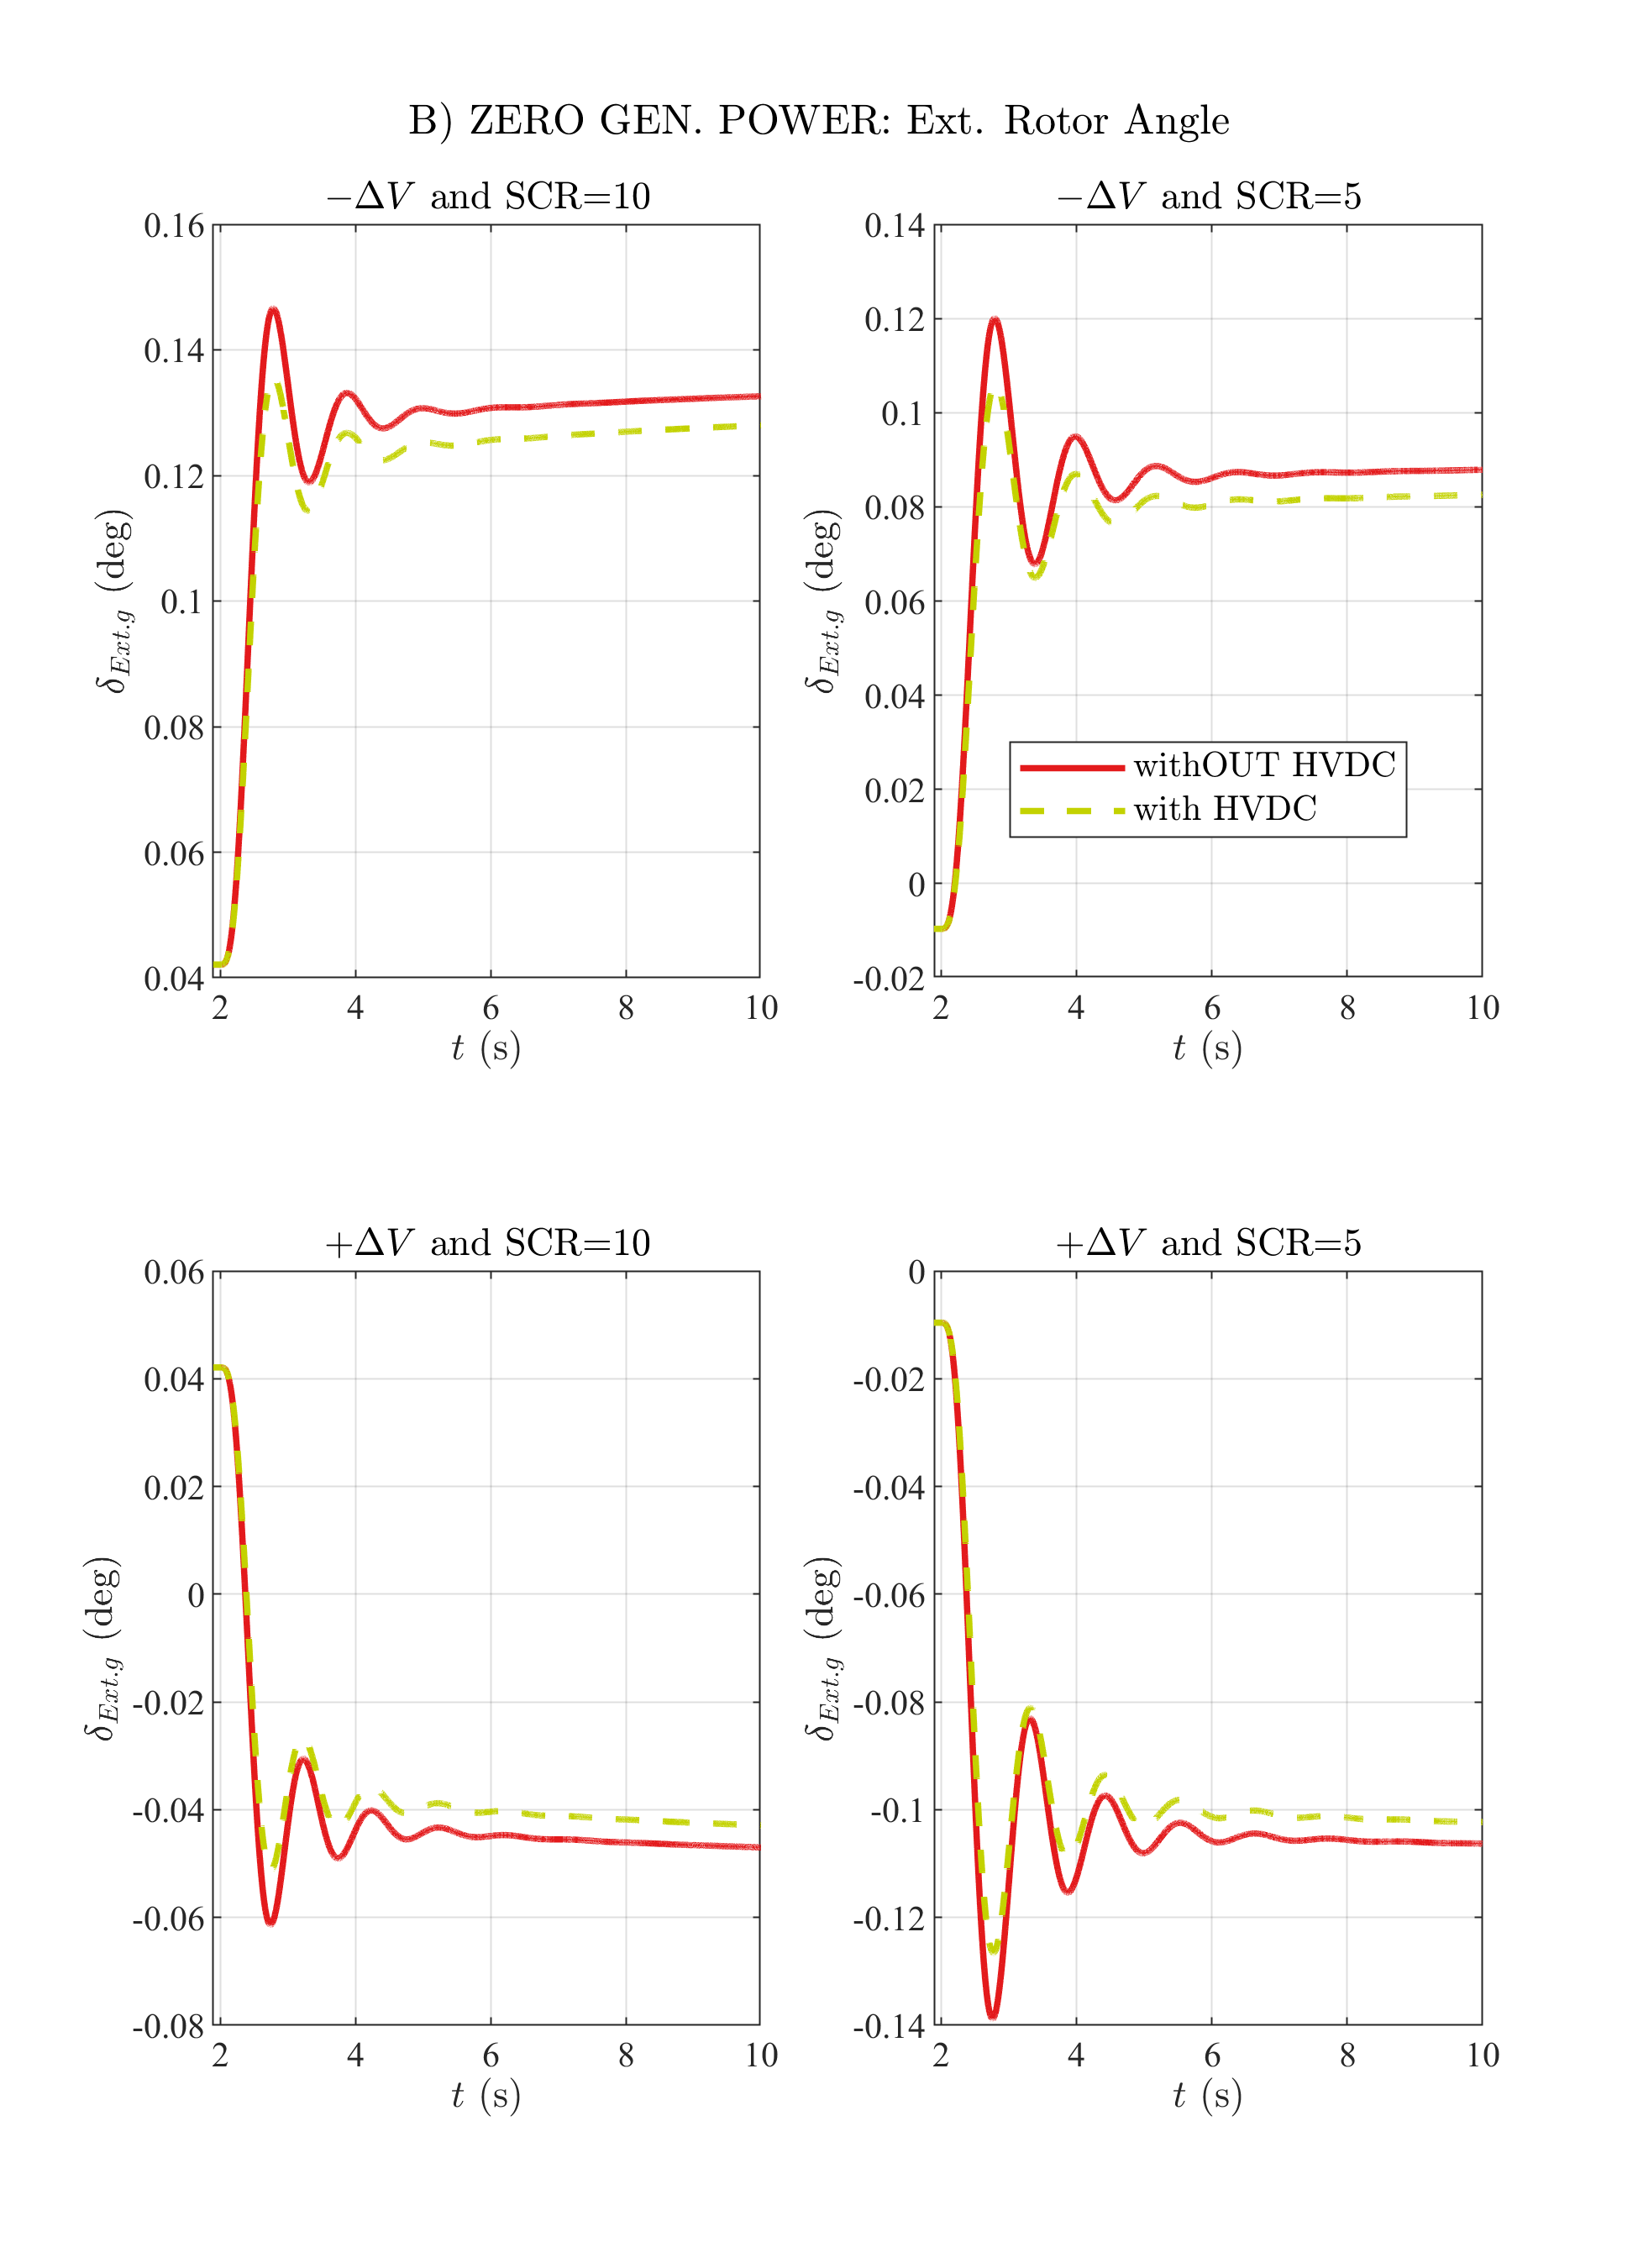 B) ZERO GEN. POWER: Ext. Rotor Angle
−ΔV and SCR=10
0.16
0.14
0.12
0.1
0.08
0.06
0.04
2 4 6 8 10
t (s)
δExt.g (deg)
−ΔV and SCR=5
0.14
0.12
0.1
0.08
0.06
0.04
0.02
0
-0.02
2 4 6 8 10
t (s)
δExt.g (deg)
withOUT HVDC
with HVDC
+ΔV and SCR=10
0.06
0.04
0.02
0
-0.02
-0.04
-0.06
-0.08
2 4 6 8 10
t (s)
δExt.g (deg)
+ΔV and SCR=5
0
-0.02
-0.04
-0.06
-0.08
-0.1
-0.12
-0.14
2 4 6 8 10
t (s)
δExt.g (deg)